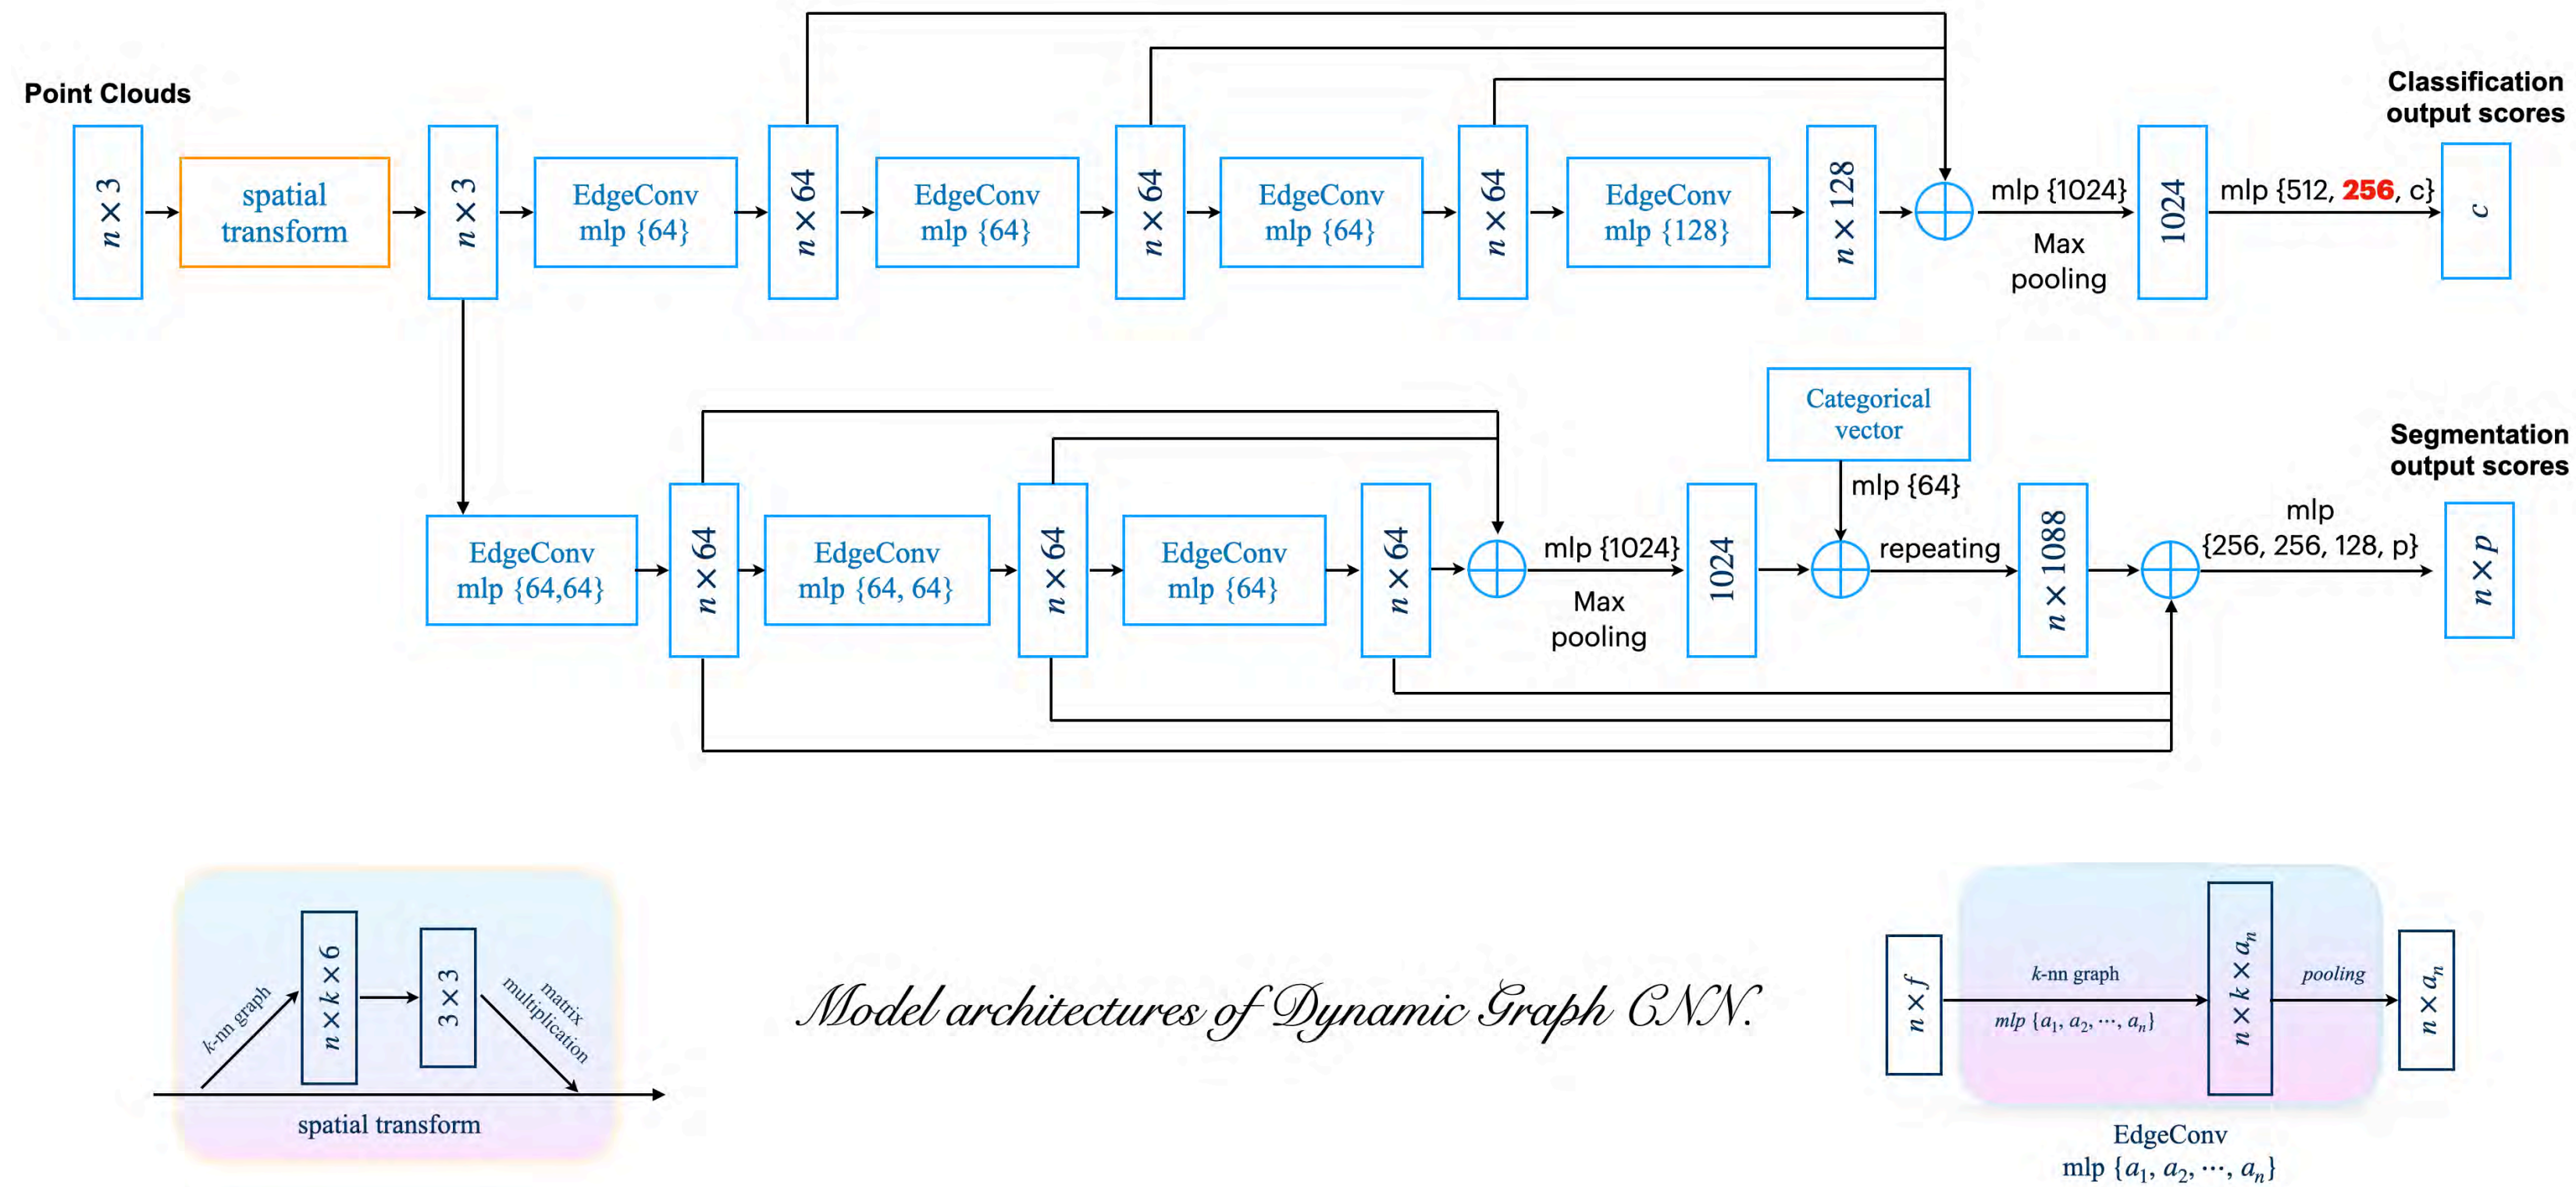 Point Clouds
n × 3
spatial
transform
n × 3
EdgeConv
mlp {64}
n × 64
EdgeConv
mlp {64}
n × 64
EdgeConv
mlp {64}
n × 64
EdgeConv
mlp {128}
n × 128
mlp {1024}
Max
pooling
1024
mlp {512, 256, c}
Classification
output scores
c
EdgeConv
mlp {64,64}
n × 64
EdgeConv
mlp {64, 64}
n × 64
EdgeConv
mlp {64}
n × 64
mlp {1024}
Max
pooling
1024
Categorical
vector
mlp {64}
repeating
n × 1088
mlp
{256, 256, 128, p}
Segmentation
output scores
n × p
k-nn graph
n × k × 6
3 × 3
matrix
multiplication
spatial transform
Model architectures of Dynamic Graph CNN.
n × f
k-nn graph
mlp {a₁, a₂, ⋯, aₙ}
n × k × aₙ
pooling
n × aₙ
EdgeConv
mlp {a₁, a₂, ⋯, aₙ}